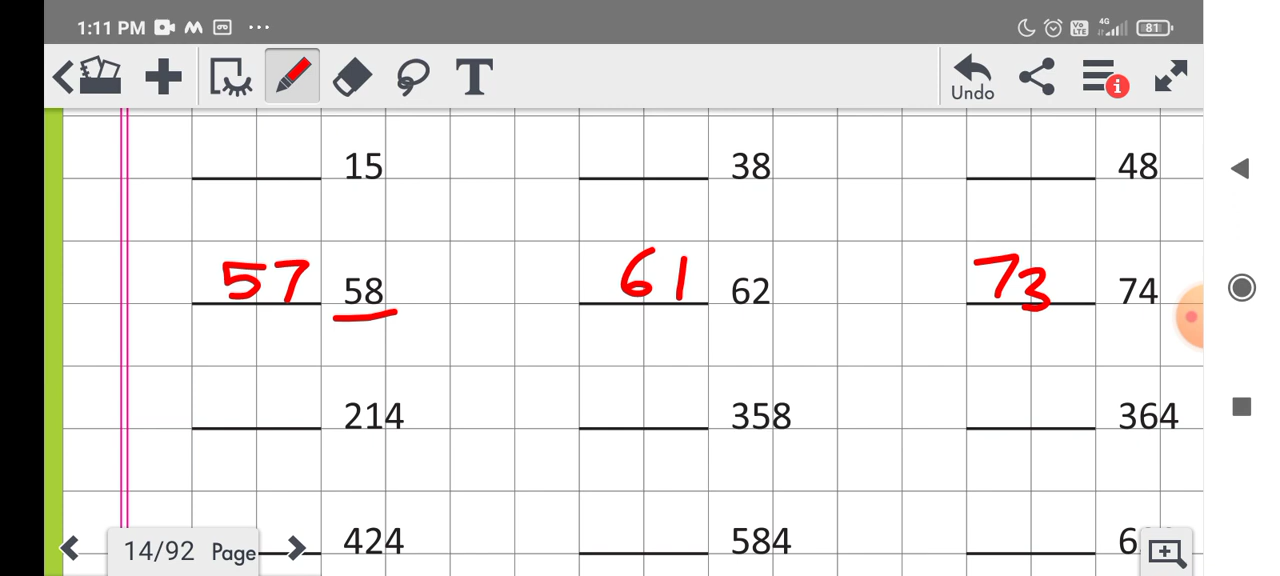 1:11 PM 4G 81
T Undo
15 38 48
57 58 61 62 73 74
214 358 364
424 584
14/92 Page